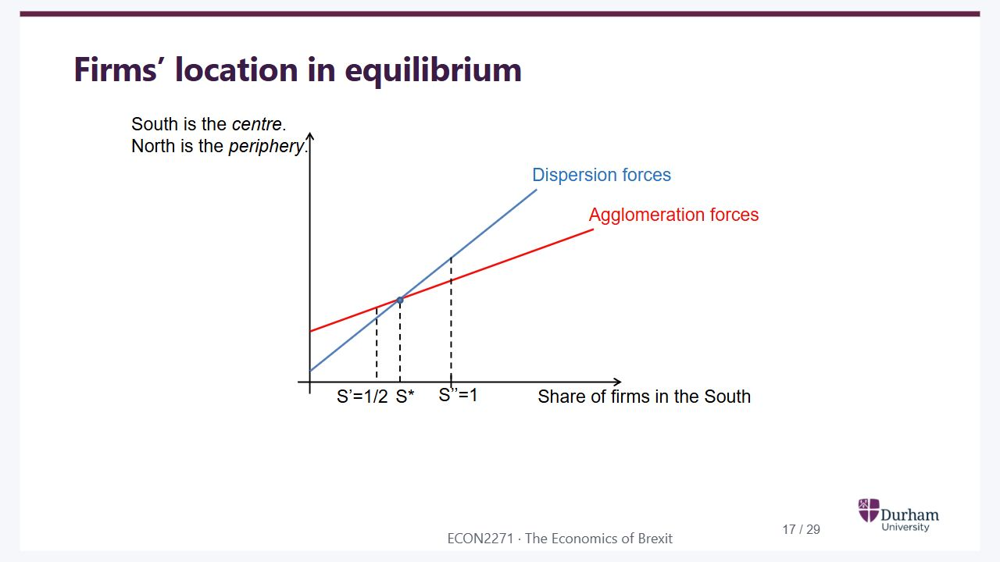 Firms’ location in equilibrium
South is the centre.
North is the periphery.
Dispersion forces
Agglomeration forces
S’=1/2 S* S’’=1 Share of firms in the South
Durham
University
17 / 29
ECON2271 · The Economics of Brexit